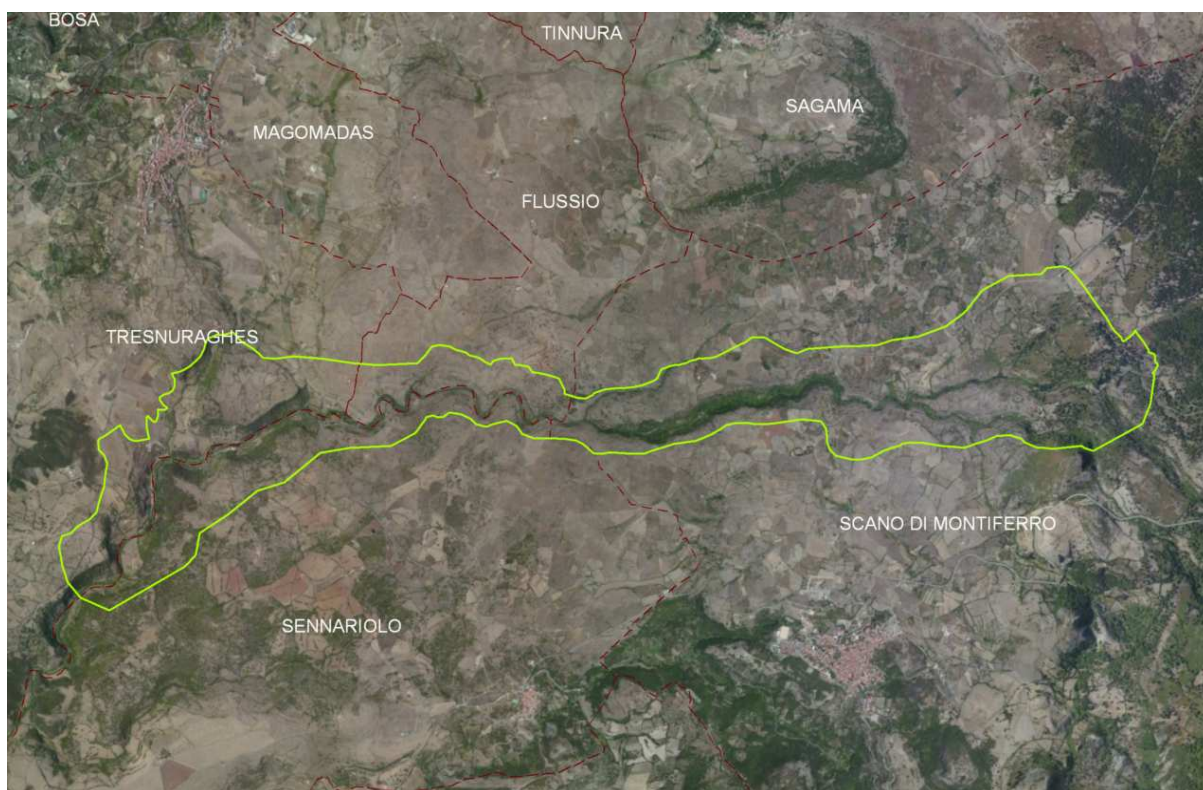 BOSA
TINNURA
SAGAMA
MAGOMADAS
FLUSSIO
TRESNURAGHES
SCANO DI MONTIFERRO
SENNARIOLO